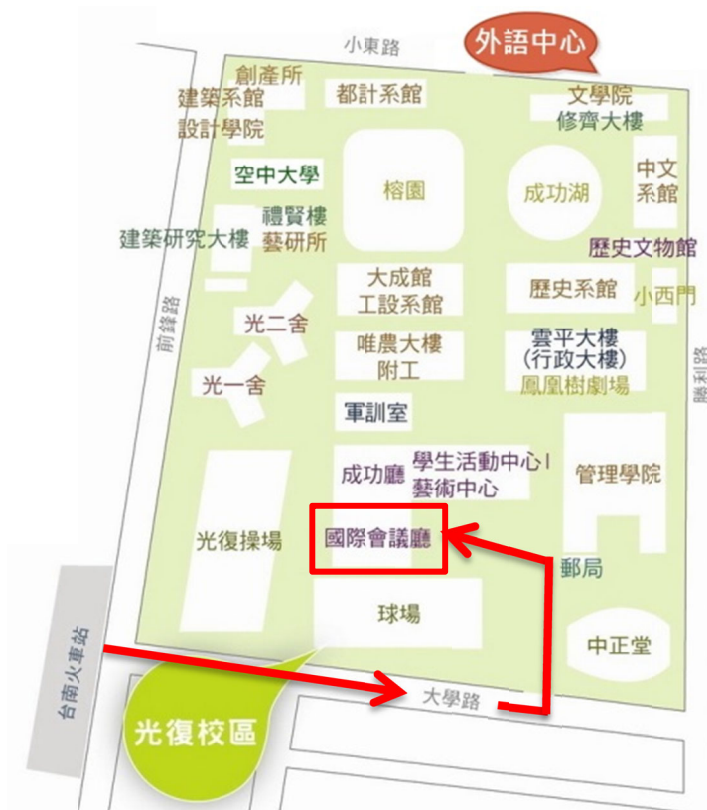 小東路
外語中心
創產所
建築系館
設計學院
都計系館
文學院
修齊大樓
空中大學
榕園
成功湖
中文
系館
禮賢樓
建築研究大樓
藝研所
歷史文物館
大成館
工設系館
歷史系館
小西門
前鋒路
光二舍
唯農大樓
附工
雲平大樓
(行政大樓)
鳳凰樹劇場
勝利路
光一舍
軍訓室
成功廳
學生活動中心I
藝術中心
管理學院
光復操場
國際會議廳
郵局
球場
中正堂
台南火車站
大學路
光復校區